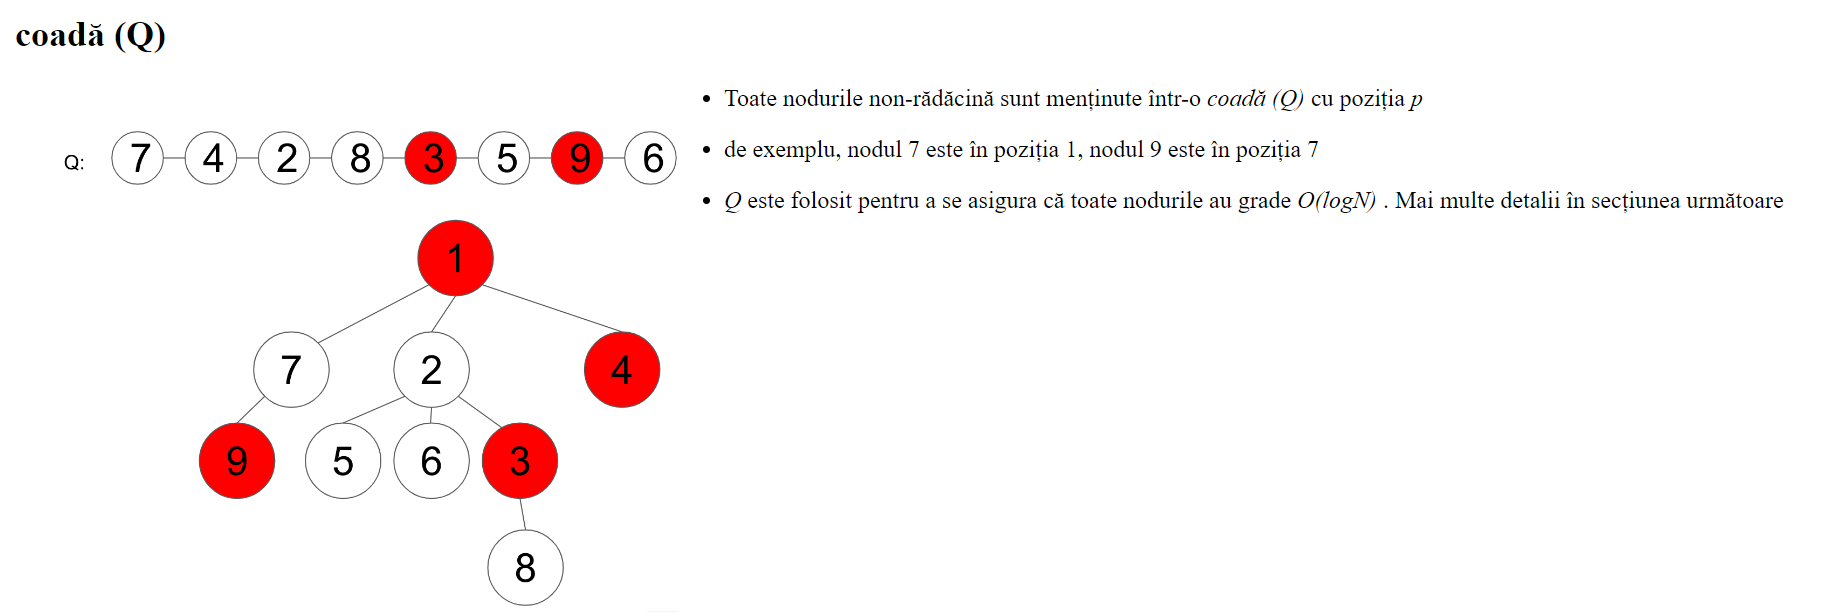 coadă (Q)
Toate nodurile non-rădăcină sunt menținute într-o coadă (Q) cu poziția p
de exemplu, nodul 7 este în poziția 1, nodul 9 este în poziția 7
Q este folosit pentru a se asigura că toate nodurile au grade O(logN) . Mai multe detalii în secțiunea următoare
Q: 7 4 2 8 3 5 9 6
1
7 2 4
9 5 6 3
8